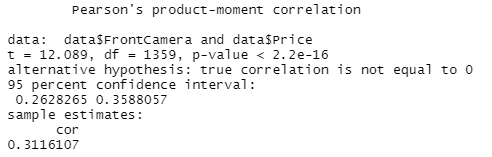 Pearson's product-moment correlation
data: data$FrontCamera and data$Price
t = 12.089, df = 1359, p-value < 2.2e-16
alternative hypothesis: true correlation is not equal to 0
95 percent confidence interval:
0.2628265 0.3588057
sample estimates:
cor
0.3116107